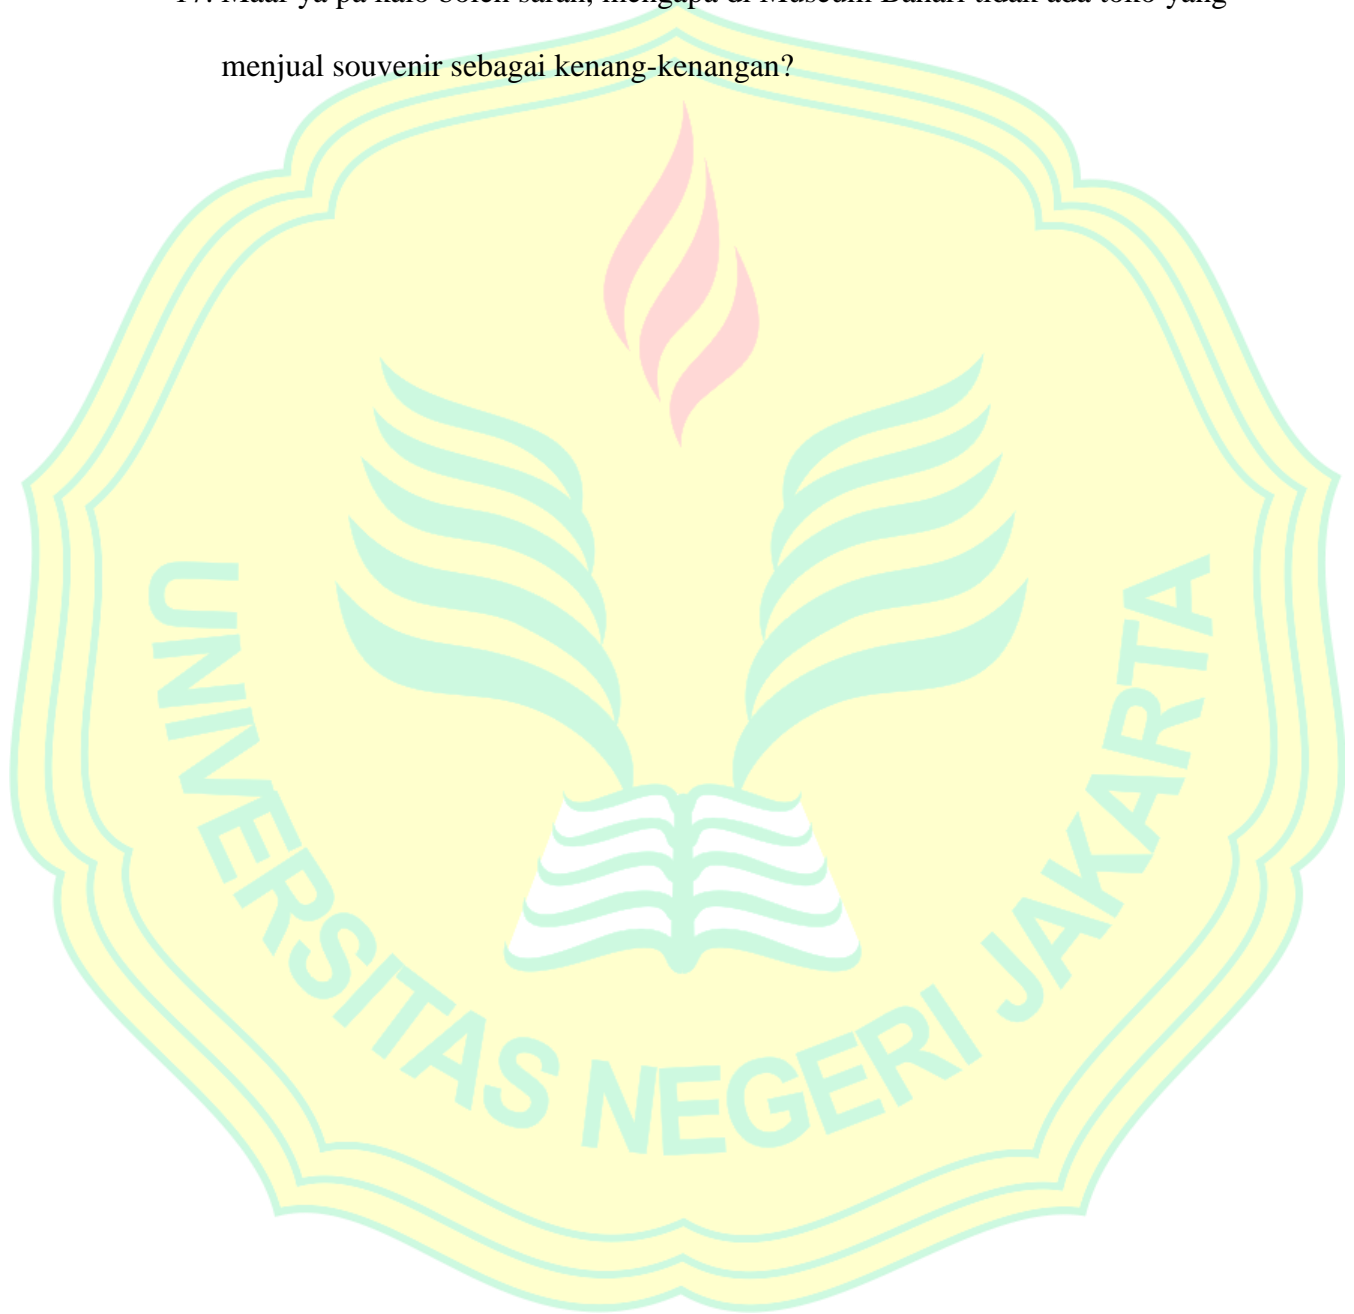 17. Maaf ya pa kalo boleh saran, mengapa di Museum Bahari tidak ada toko yang
menjual souvenir sebagai kenang-kenangan?
UNIVERSITAS NEGERI JAKARTA